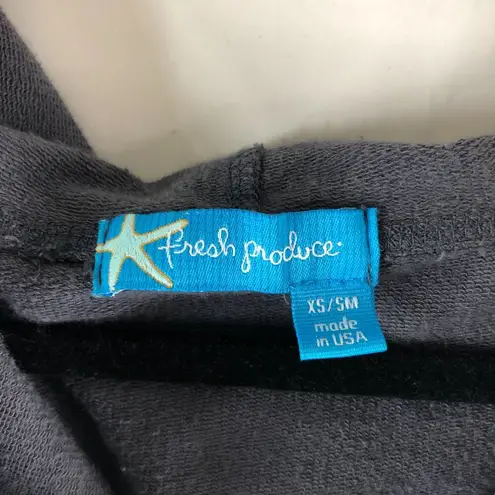 fresh produce.
XS/SM
made
in USA